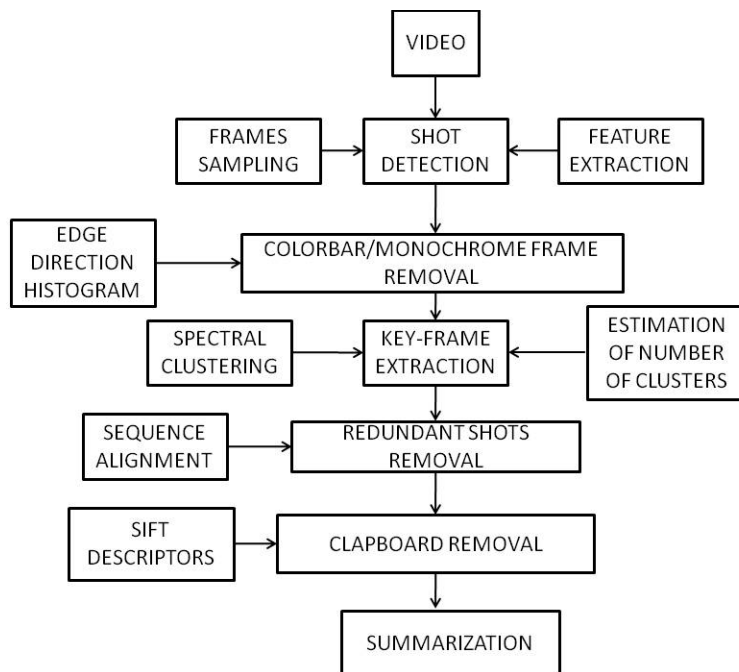 VIDEO
FRAMES
SAMPLING
SHOT
DETECTION
FEATURE
EXTRACTION
EDGE
DIRECTION
HISTOGRAM
COLORBAR/MONOCHROME FRAME
REMOVAL
SPECTRAL
CLUSTERING
KEY-FRAME
EXTRACTION
ESTIMATION
OF NUMBER
OF CLUSTERS
SEQUENCE
ALIGNMENT
REDUNDANT SHOTS
REMOVAL
SIFT
DESCRIPTORS
CLAPBOARD REMOVAL
SUMMARIZATION